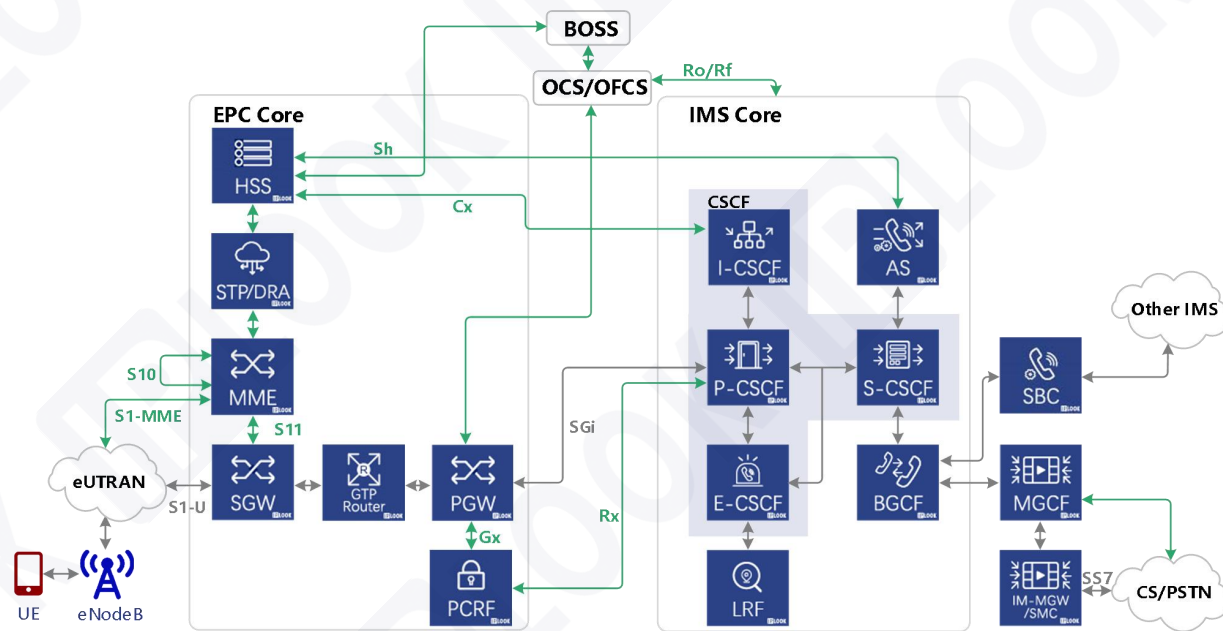 BOSS
OCS/OFCS
Ro/Rf
EPC Core
IMS Core
HSS
Sh
Cx
CSCF
I-CSCF
AS
STP/DRA
Other IMS
S10
MME
P-CSCF
S-CSCF
SBC
S1-MME
S11
SGi
eUTRAN
S1-U
SGW
R
GTP
Router
PGW
E-CSCF
BGCF
MGCF
Rx
Gx
SS7
UE
eNodeB
PCRF
LRF
IM-MGW
/SMC
CS/PSTN